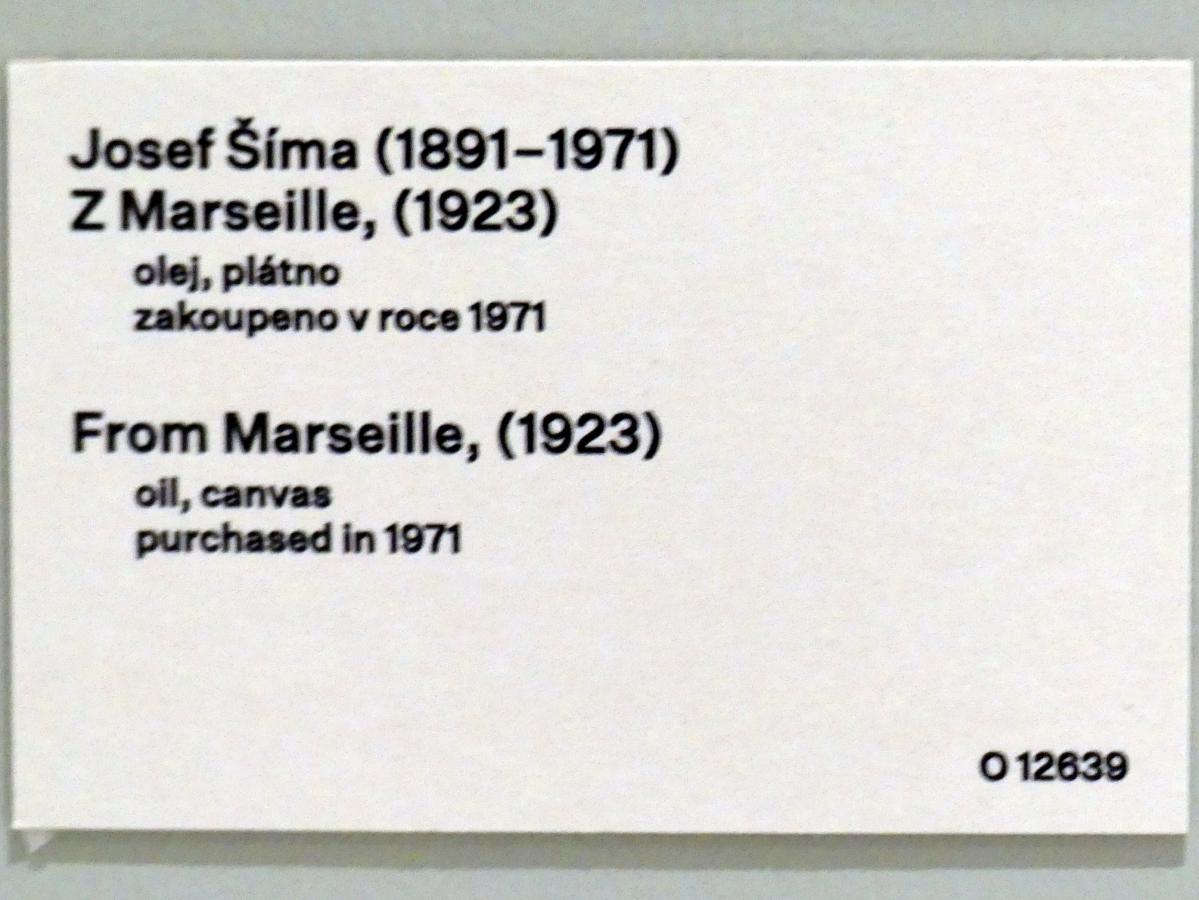 Josef Šíma (1891–1971)
Z Marseille, (1923)
olej, plátno
zakoupeno v roce 1971
From Marseille, (1923)
oil, canvas
purchased in 1971
O 12639